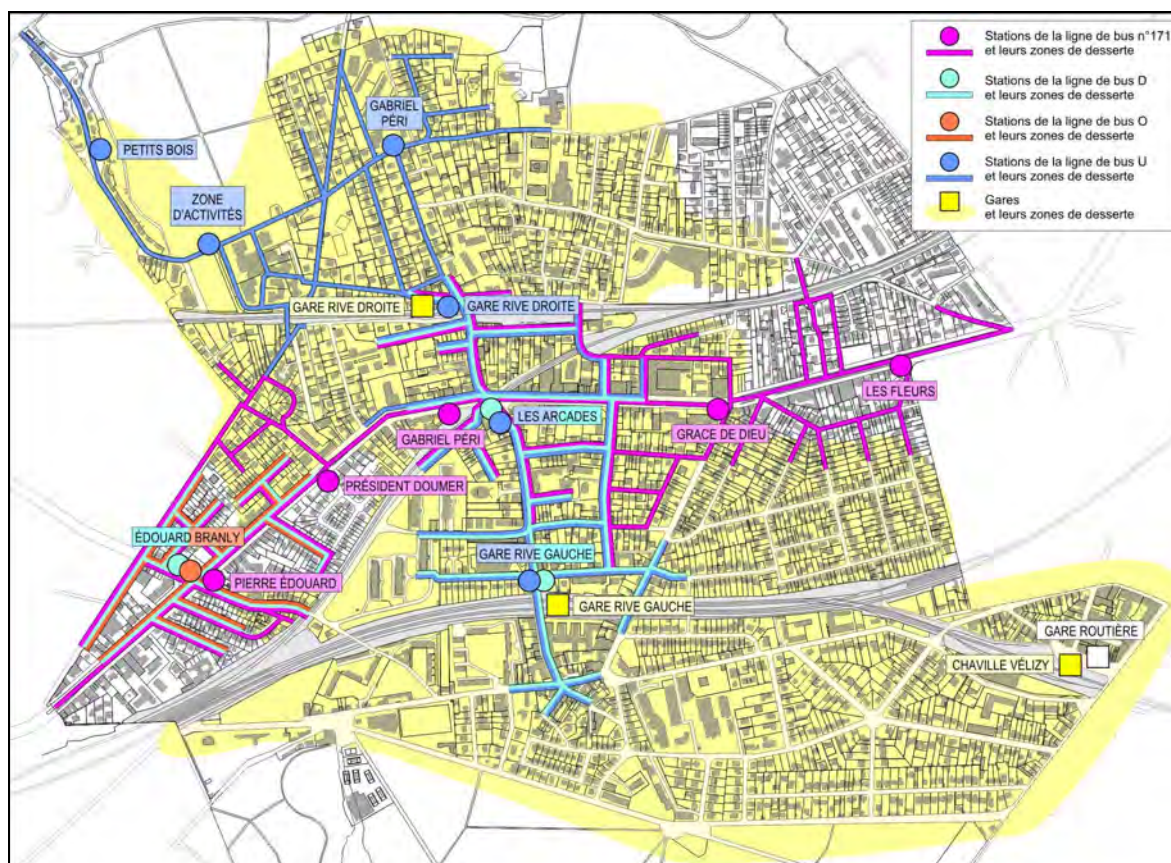 Stations de la ligne de bus n°171
et leurs zones de desserte
Stations de la ligne de bus D
et leurs zones de desserte
Stations de la ligne de bus O
et leurs zones de desserte
Stations de la ligne de bus U
et leurs zones de desserte
Gares
et leurs zones de desserte
GABRIEL
PÉRI
PETITS BOIS
ZONE
D'ACTIVITÉS
GARE RIVE DROITE
GARE RIVE DROITE
LES FLEURS
LES ARCADES
GRACE DE DIEU
GABRIEL PÉRI
PRÉSIDENT DOUMER
ÉDOUARD BRANLY
GARE RIVE GAUCHE
PIERRE ÉDOUARD
GARE RIVE GAUCHE
GARE ROUTIÈRE
CHAVILLE VÉLIZY